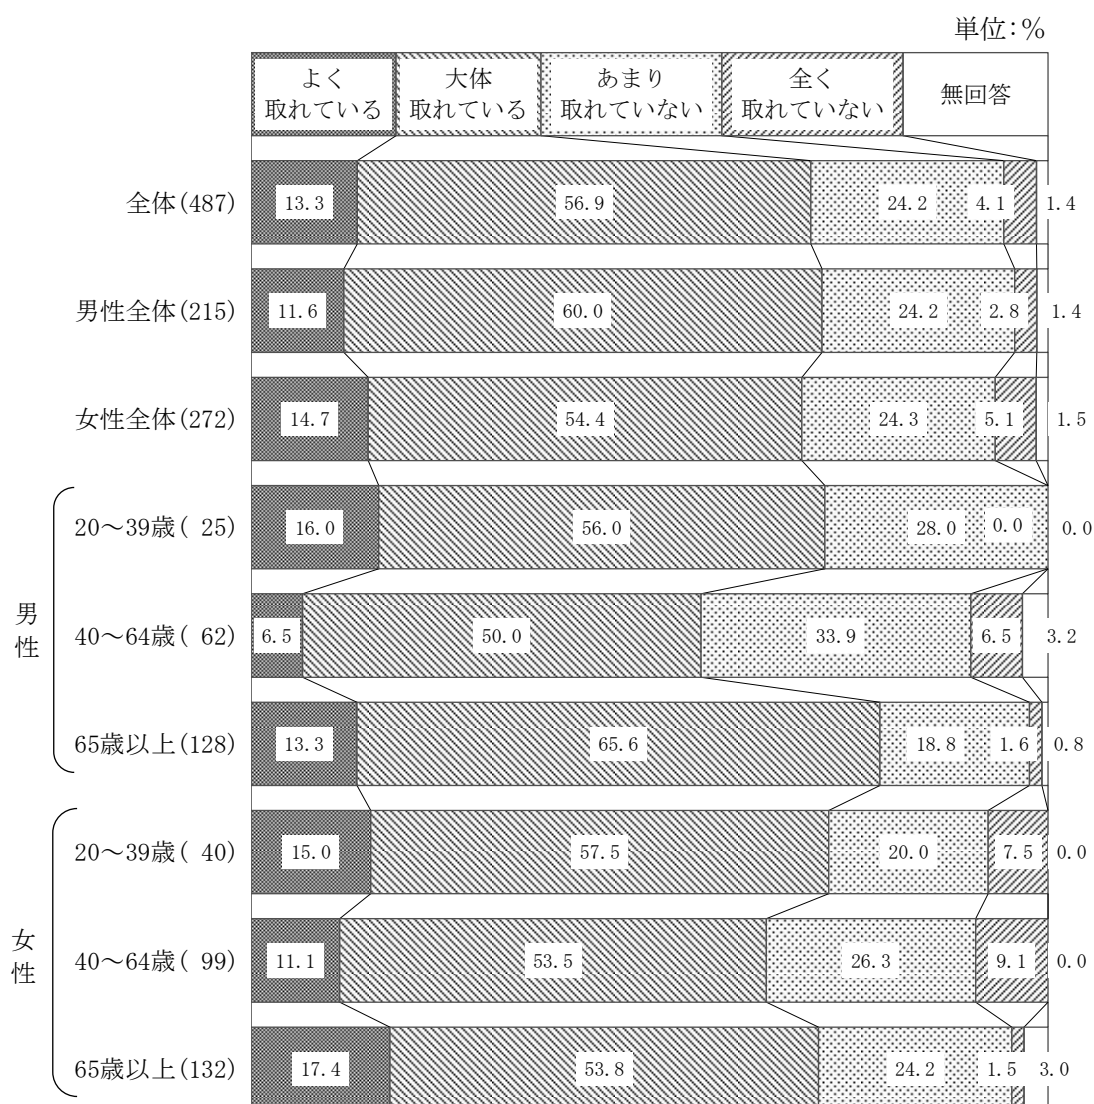 単位：％
よく
取れている
大体
取れている
あまり
取れていない
全く
取れていない
無回答
全体(487) 13.3 56.9 24.2 4.1 1.4
男性全体(215) 11.6 60.0 24.2 2.8 1.4
女性全体(272) 14.7 54.4 24.3 5.1 1.5
男性
20～39歳( 25) 16.0 56.0 28.0 0.0 0.0
40～64歳( 62) 6.5 50.0 33.9 6.5 3.2
65歳以上(128) 13.3 65.6 18.8 1.6 0.8
女性
20～39歳( 40) 15.0 57.5 20.0 7.5 0.0
40～64歳( 99) 11.1 53.5 26.3 9.1 0.0
65歳以上(132) 17.4 53.8 24.2 1.5 3.0